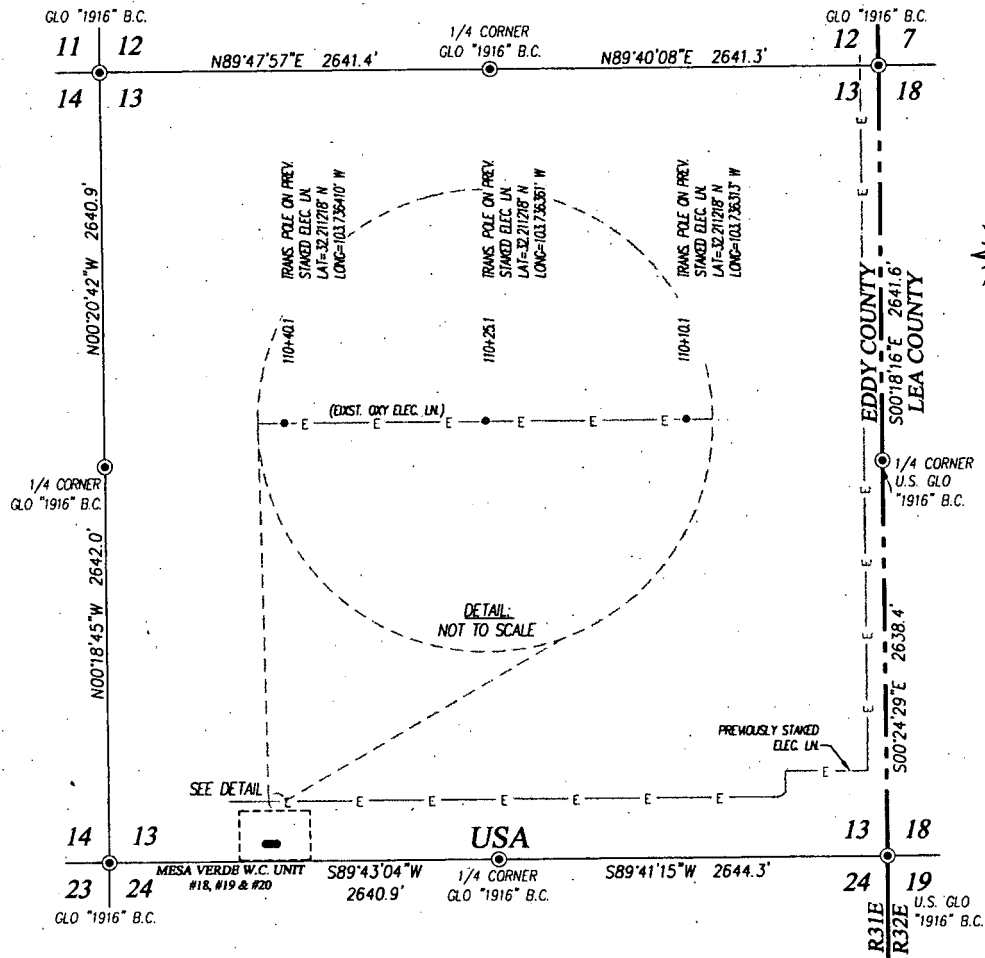 GLO "1916" B.C.
11 12
14 13
N89°47'57"E 2641.4'
1/4 CORNER
GLO "1916" B.C.
N89°40'08"E 2641.3'
GLO "1916" B.C.
12 7
13 18
N00°20'42"W 2640.9'
TRANS. POLE ON PREV.
STAKED ELEC. LN.
LAT=32.211218° N
LONG=103.736410° W
110+40.1
TRANS. POLE ON PREV.
STAKED ELEC. LN.
LAT=32.211218° N
LONG=103.736361° W
110+25.1
TRANS. POLE ON PREV.
STAKED ELEC. LN.
LAT=32.211218° N
LONG=103.736313° W
110+10.1
E
E
EDDY COUNTY
S00°18'16"E 2641.6'
LEA COUNTY
(EXIST. OXY ELEC. LN.)
E E E E E E
1/4 CORNER
GLO "1916" B.C.
1/4 CORNER
U.S. GLO
"1916" B.C.
E
E
E
E
E
N00°18'45"W 2642.0'
DETAIL:
NOT TO SCALE
S00°24'29"E 2638.4'
PREVIOUSLY STAKED
ELEC. LN.
E
SEE DETAIL
E E E E E E E
14 13
23 24
GLO "1916" B.C.
MESA VERDE W.C. UNIT
#18, #19 & #20
USA
S89°43'04"W
2640.9'
1/4 CORNER
GLO "1916" B.C.
S89°41'15"W 2644.3'
13 18
24 19
U.S. GLO
"1916" B.C.
R31E
R32E